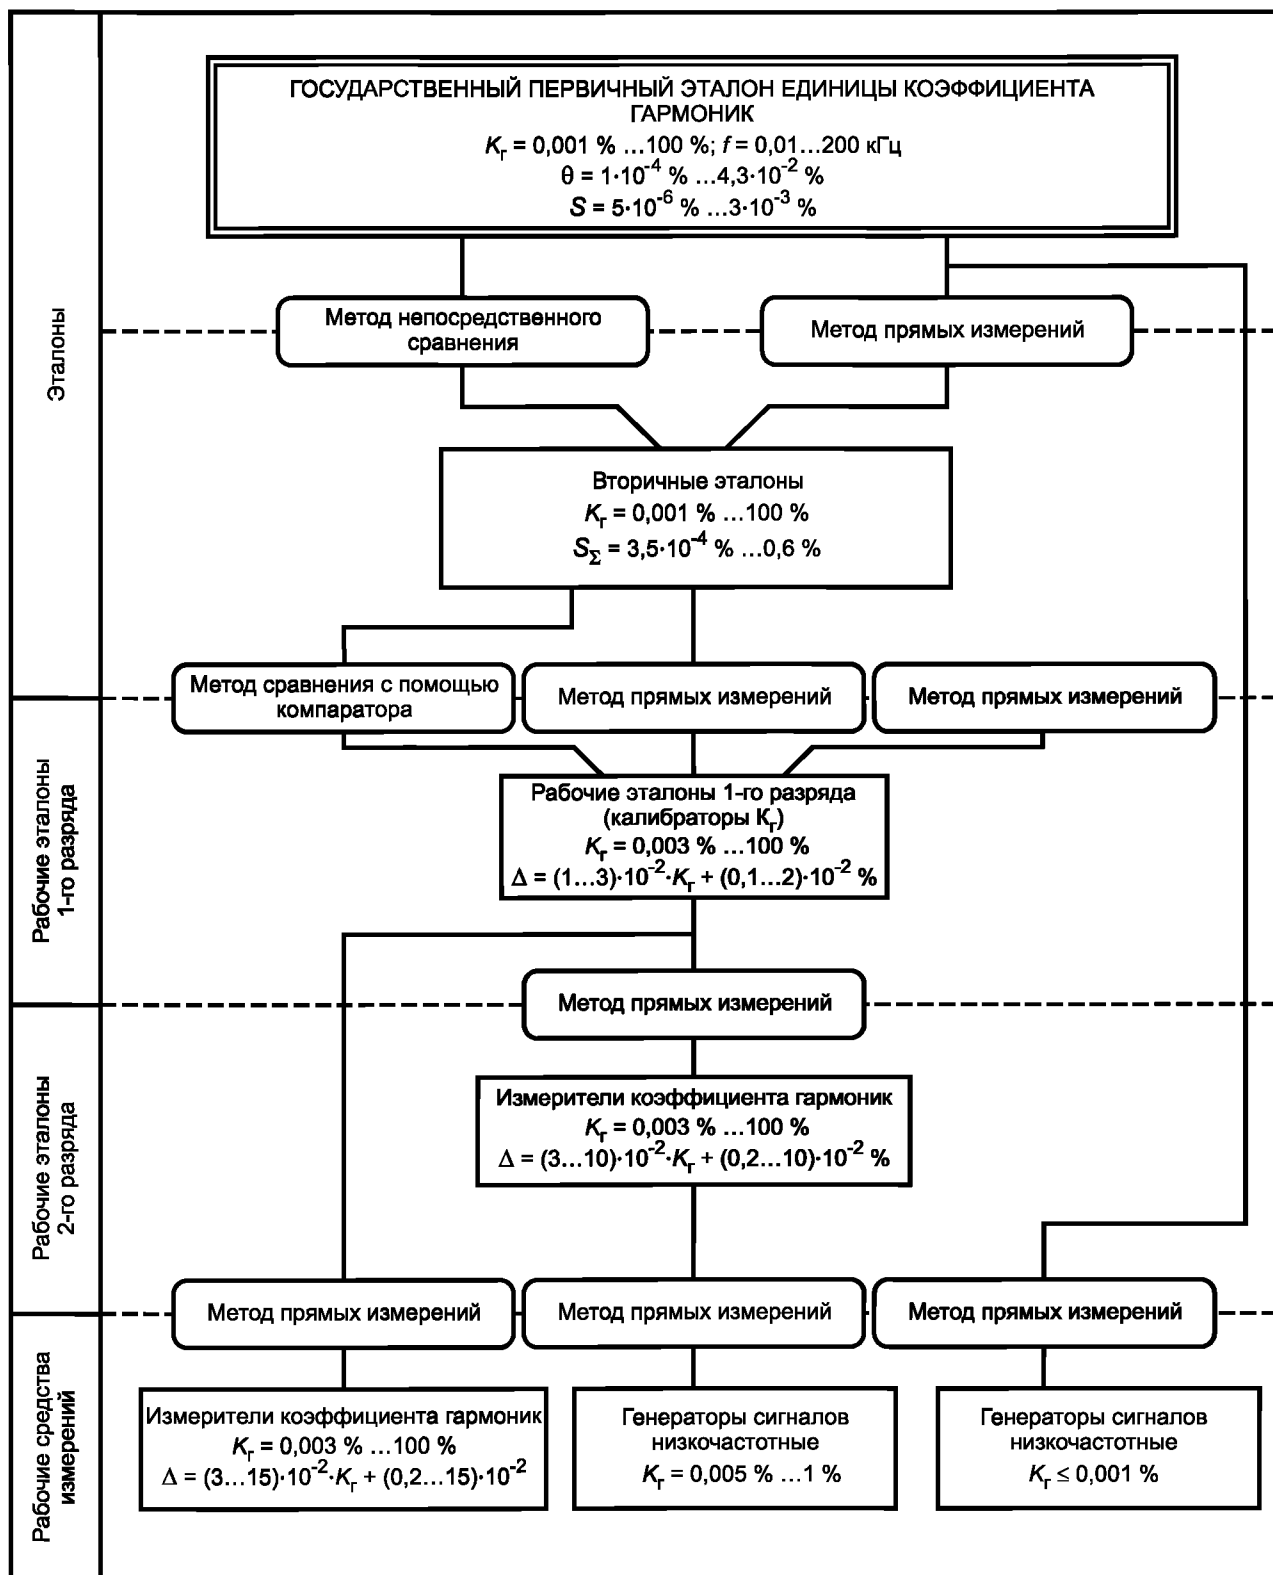 ГОСУДАРСТВЕННЫЙ ПЕРВИЧНЫЙ ЭТАЛОН ЕДИНИЦЫ КОЭФФИЦИЕНТА
ГАРМОНИК
Kг = 0,001 % ...100 %; f = 0,01...200 кГц
θ = 1·10⁻⁴ % ...4,3·10⁻² %
S = 5·10⁻⁶ % ...3·10⁻³ %
Эталоны
Метод непосредственного
сравнения
Метод прямых измерений
Вторичные эталоны
Kг = 0,001 % ...100 %
S_Σ = 3,5·10⁻⁴ % ...0,6 %
Метод сравнения с помощью
компаратора
Метод прямых измерений
Метод прямых измерений
Рабочие эталоны
1-го разряда
Рабочие эталоны 1-го разряда
(калибраторы Kг)
Kг = 0,003 % ...100 %
Δ = (1...3)·10⁻²·Kг + (0,1...2)·10⁻² %
Метод прямых измерений
Рабочие эталоны
2-го разряда
Измерители коэффициента гармоник
Kг = 0,003 % ...100 %
Δ = (3...10)·10⁻²·Kг + (0,2...10)·10⁻² %
Метод прямых измерений
Метод прямых измерений
Метод прямых измерений
Рабочие средства
измерений
Измерители коэффициента гармоник
Kг = 0,003 % ...100 %
Δ = (3...15)·10⁻²·Kг + (0,2...15)·10⁻²
Генераторы сигналов
низкочастотные
Kг = 0,005 % ...1 %
Генераторы сигналов
низкочастотные
Kг ≤ 0,001 %